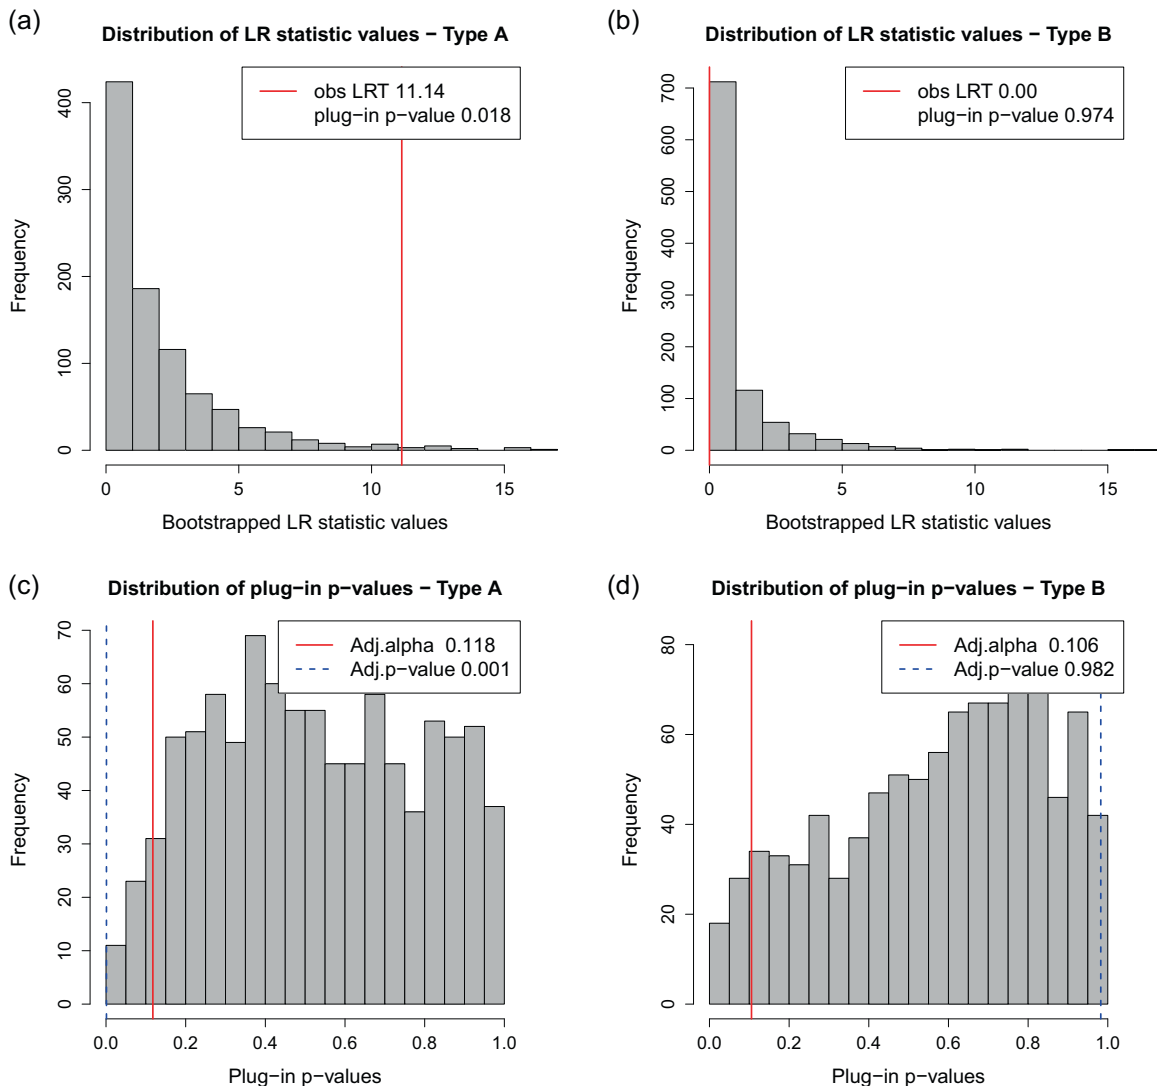 (a)
Distribution of LR statistic values − Type A
obs LRT 11.14
plug−in p−value 0.018
Frequency
0
100
200
300
400
0 5 10 15
Bootstrapped LR statistic values
(b)
Distribution of LR statistic values − Type B
obs LRT 0.00
plug−in p−value 0.974
Frequency
0
100
200
300
400
500
600
700
0 5 10 15
Bootstrapped LR statistic values
(c)
Distribution of plug−in p−values − Type A
Adj.alpha 0.118
Adj.p−value 0.001
Frequency
0
10
20
30
40
50
60
70
0.0 0.2 0.4 0.6 0.8 1.0
Plug−in p−values
(d)
Distribution of plug−in p−values − Type B
Adj.alpha 0.106
Adj.p−value 0.982
Frequency
0
20
40
60
80
0.0 0.2 0.4 0.6 0.8 1.0
Plug−in p−values